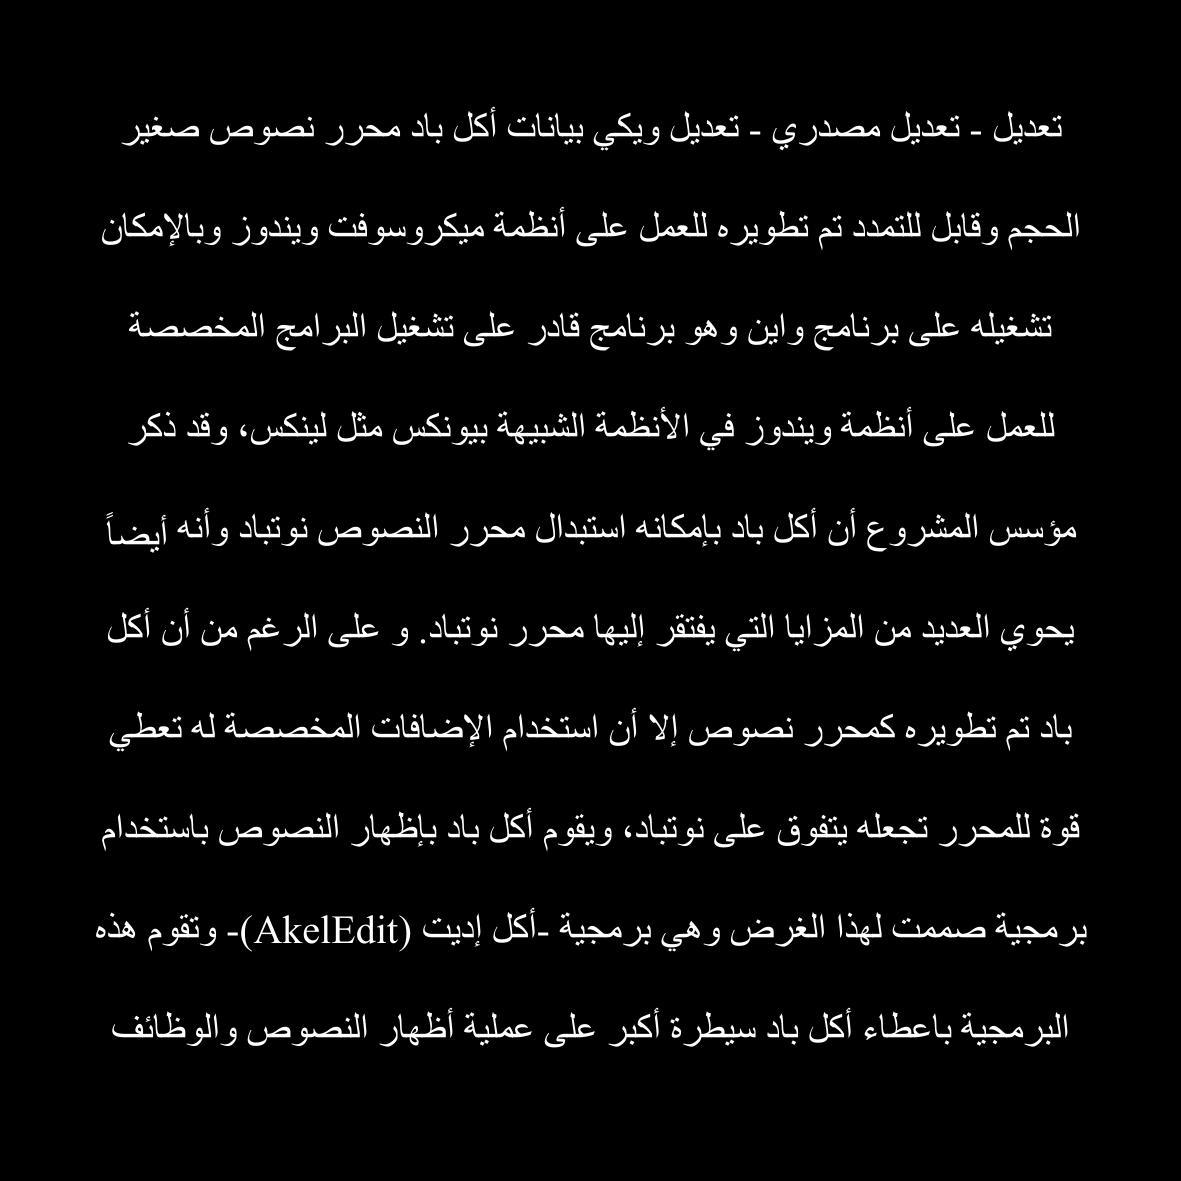 تعديل - تعديل مصدري - تعديل ويكي بيانات أكل باد محرر نصوص صغير
الحجم وقابل للتمدد تم تطويره للعمل على أنظمة ميكروسوفت ويندوز وبالإمكان
تشغيله على برنامج واين وهو برنامج قادر على تشغيل البرامج المخصصة
للعمل على أنظمة ويندوز في الأنظمة الشبيهة بيونكس مثل لينكس، وقد ذكر
مؤسس المشروع أن أكل باد بإمكانه استبدال محرر النصوص نوتباد وأنه أيضاً
يحوي العديد من المزايا التي يفتقر إليها محرر نوتباد. و على الرغم من أن أكل
باد تم تطويره كمحرر نصوص إلا أن استخدام الإضافات المخصصة له تعطي
قوة للمحرر تجعله يتفوق على نوتباد، ويقوم أكل باد بإظهار النصوص باستخدام
برمجية صممت لهذا الغرض وهي برمجية -أكل إديت (AkelEdit)- وتقوم هذه
البرمجية باعطاء أكل باد سيطرة أكبر على عملية أظهار النصوص والوظائف